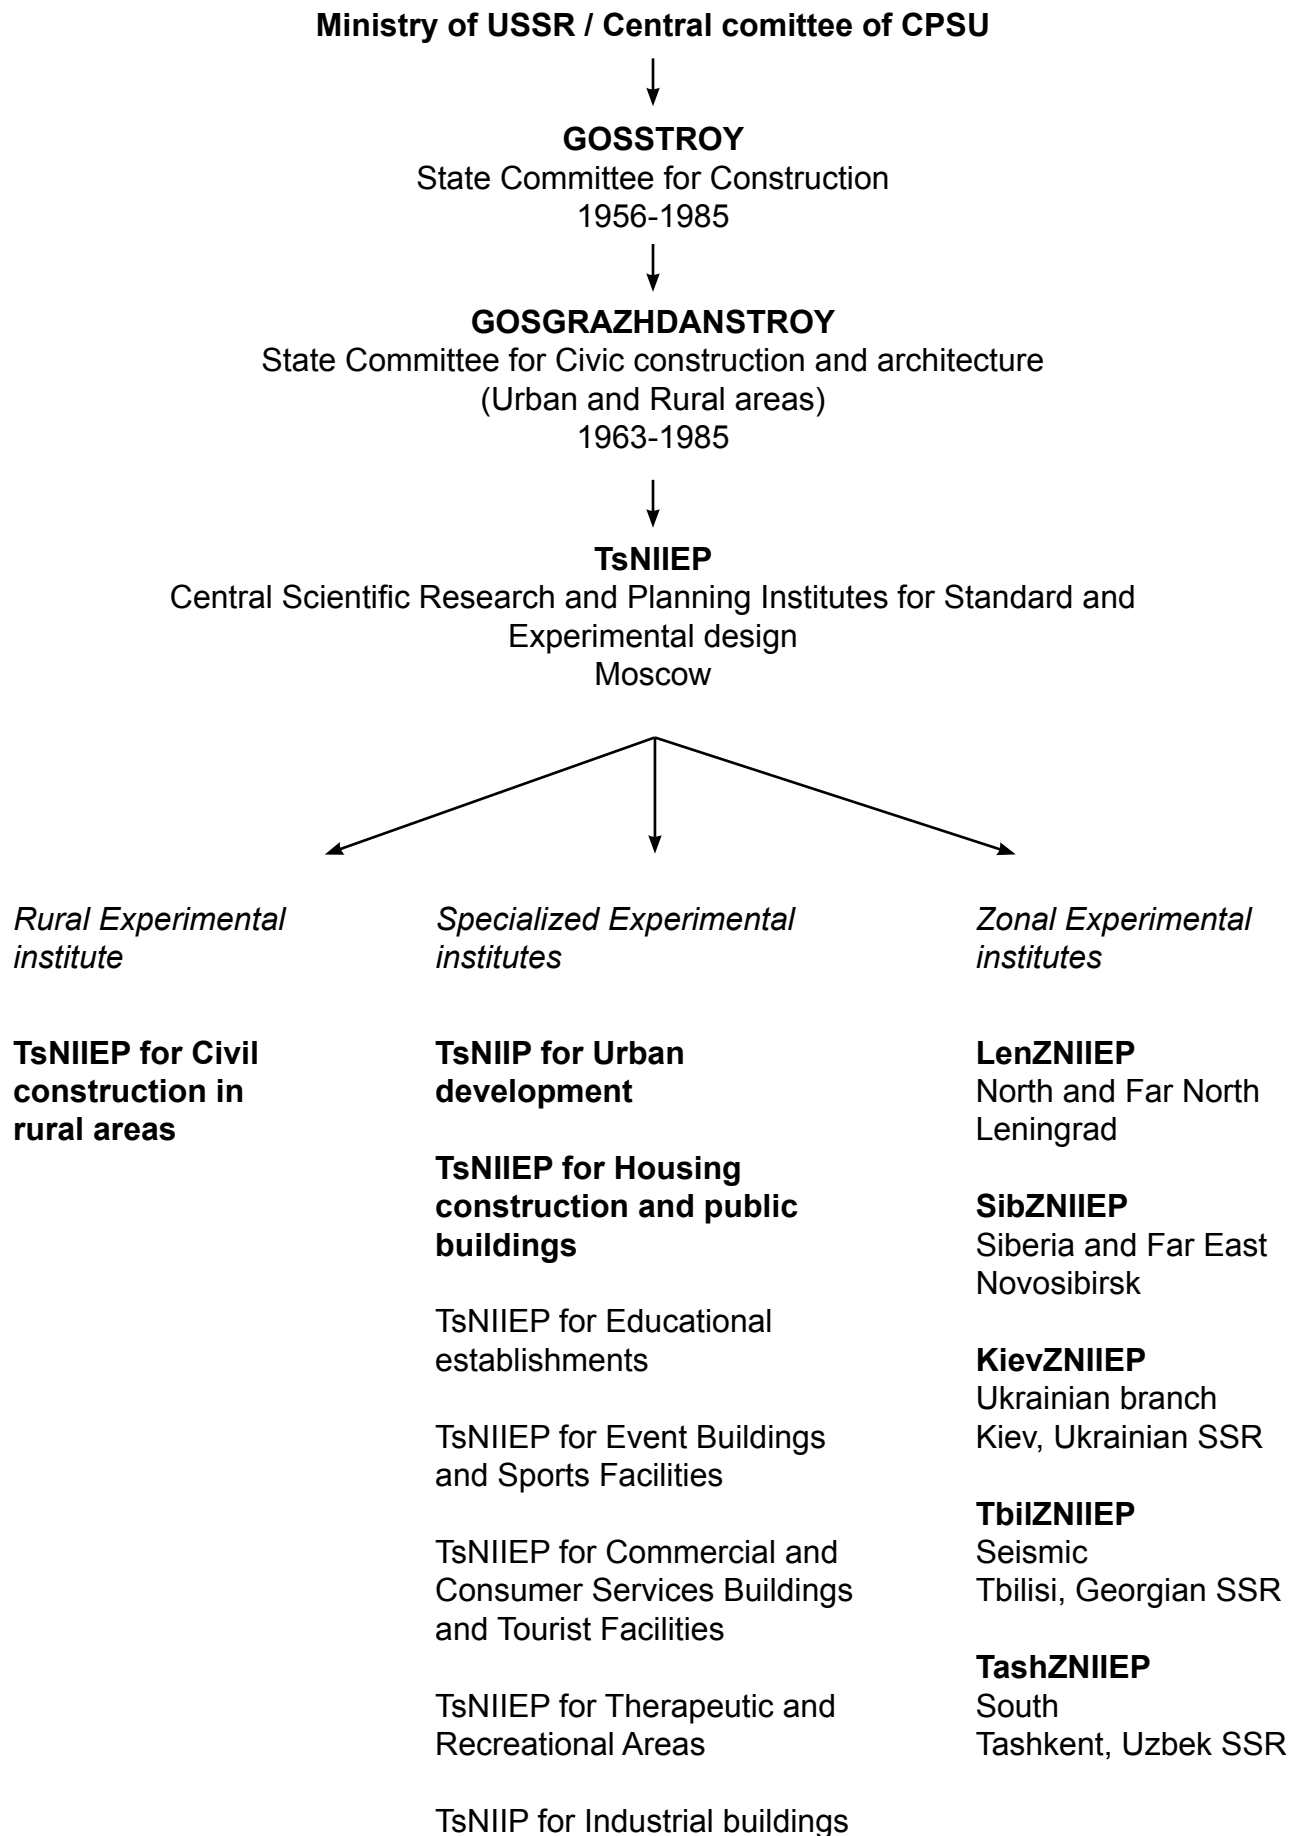 Ministry of USSR / Central comittee of CPSU
GOSSTROY
State Committee for Construction
1956-1985
GOSGRAZHDANSTROY
State Committee for Civic construction and architecture
(Urban and Rural areas)
1963-1985
TsNIIEP
Central Scientific Research and Planning Institutes for Standard and
Experimental design
Moscow
Rural Experimental
institute
TsNIIEP for Civil
construction in
rural areas
Specialized Experimental
institutes
TsNIIP for Urban
development
TsNIIEP for Housing
construction and public
buildings
TsNIIEP for Educational
establishments
TsNIIEP for Event Buildings
and Sports Facilities
TsNIIEP for Commercial and
Consumer Services Buildings
and Tourist Facilities
TsNIIEP for Therapeutic and
Recreational Areas
TsNIIP for Industrial buildings
Zonal Experimental
institutes
LenZNIIEP
North and Far North
Leningrad
SibZNIIEP
Siberia and Far East
Novosibirsk
KievZNIIEP
Ukrainian branch
Kiev, Ukrainian SSR
TbilZNIIEP
Seismic
Tbilisi, Georgian SSR
TashZNIIEP
South
Tashkent, Uzbek SSR